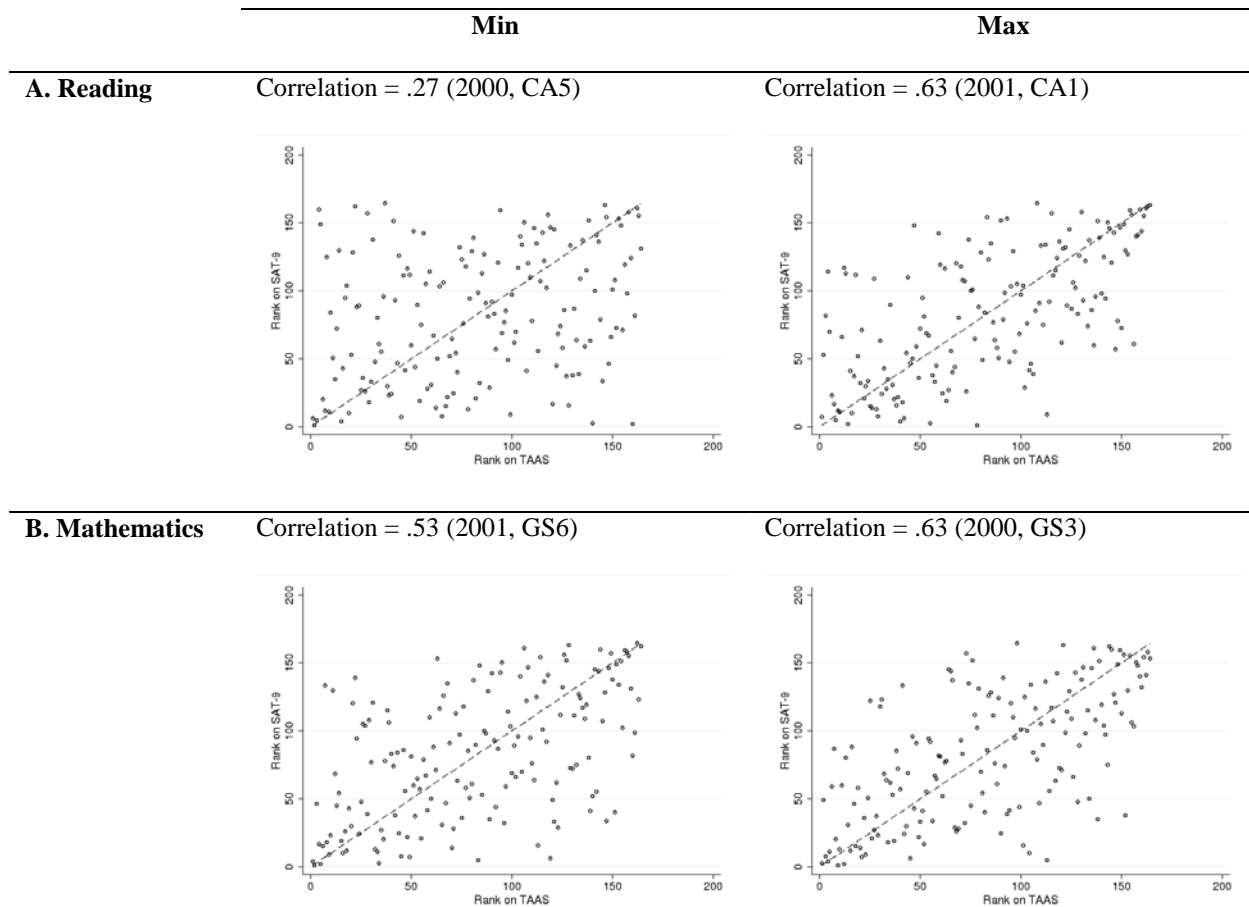 Min Max
A. Reading Correlation = .27 (2000, CA5) Correlation = .63 (2001, CA1)
200
150
100
50
0
Rank on SAT-9
0 50 100 150 200
Rank on TAAS
200
150
100
50
0
Rank on SAT-9
0 50 100 150 200
Rank on TAAS
B. Mathematics Correlation = .53 (2001, GS6) Correlation = .63 (2000, GS3)
200
150
100
50
0
Rank on SAT-9
0 50 100 150 200
Rank on TAAS
200
150
100
50
0
Rank on SAT-9
0 50 100 150 200
Rank on TAAS